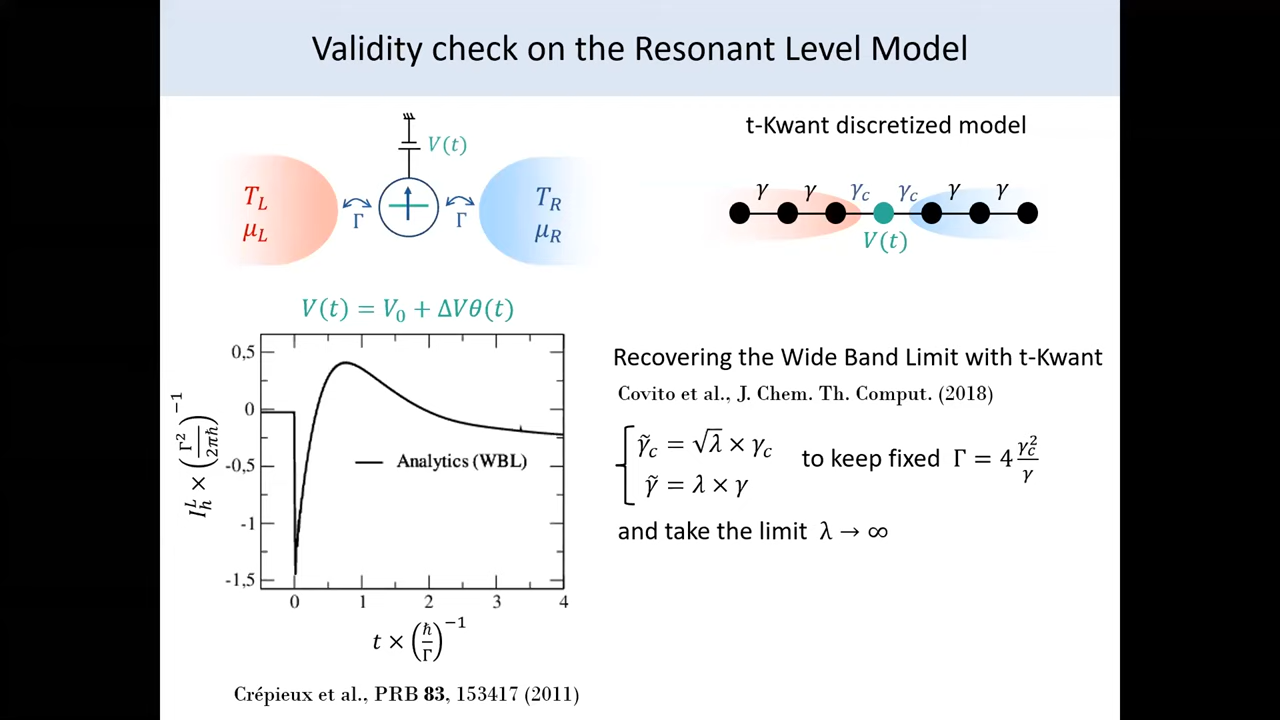 Validity check on the Resonant Level Model
V(t)
T_L
μ_L
Γ
Γ
T_R
μ_R
t-Kwant discretized model
γ γ γ_c γ_c γ γ
V(t)
V(t) = V_0 + ΔVθ(t)
I_h^L × (Γ²/2πħ)^{-1}
0,5
0
-0,5
-1
-1,5
Analytics (WBL)
0 1 2 3 4
t × (ħ/Γ)^{-1}
Crépieux et al., PRB 83, 153417 (2011)
Recovering the Wide Band Limit with t-Kwant
Covito et al., J. Chem. Th. Comput. (2018)
γ̃_c = √λ × γ_c
γ̃ = λ × γ
to keep fixed Γ = 4 γ_c²/γ
and take the limit λ → ∞